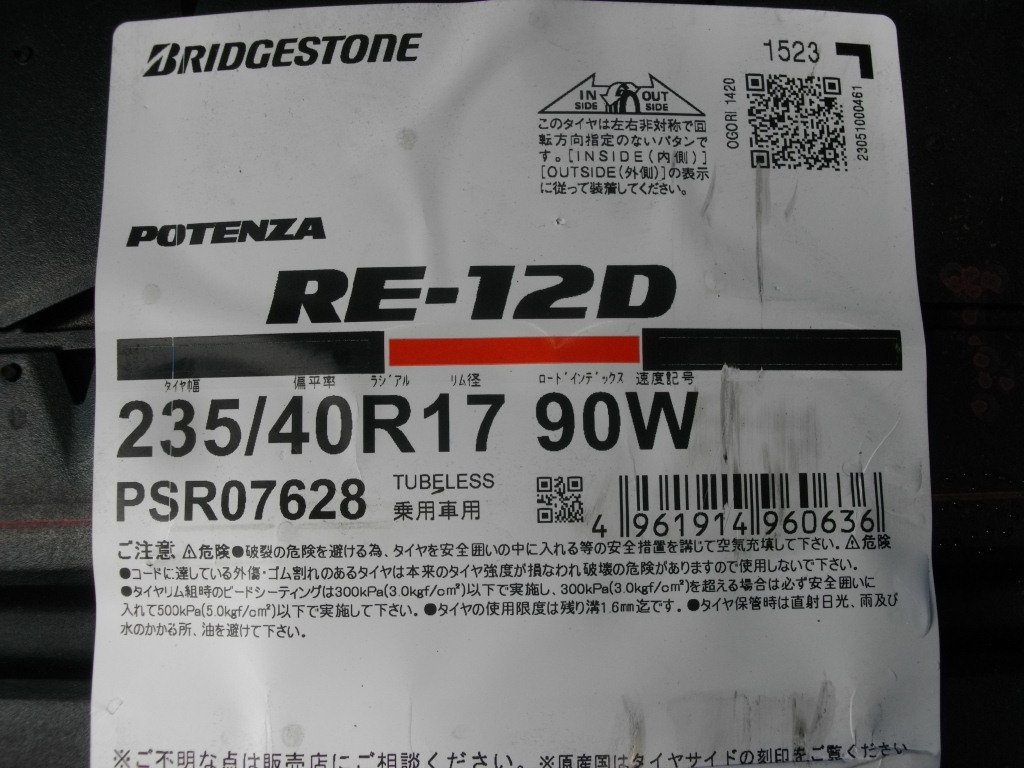 BRIDGESTONE
1523
IN SIDE OUT SIDE
このタイヤは左右非対称で回
転方向指定のないパタンで
す。[INSIDE(内側)]
[OUTSIDE(外側)]の表示
に従って装着してください。
OGORI 1420
23051000461
POTENZA
RE-12D
タイヤ幅 偏平率 ラジアル リム径 ロードインデックス 速度記号
235/40R17 90W
PSR07628
TUBELESS
乗用車用
4 961914 960636
ご注意 ⚠危険●破裂の危険を避ける為、タイヤを安全囲いの中に入れる等の安全措置を講じて空気充填して下さい。⚠危険
●コードに達している外傷・ゴム割れのあるタイヤは本来のタイヤ強度が損なわれ破壊の危険がありますので使用しないで下さい。
●タイヤリム組時のビードシーティングは300kPa(3.0kgf/cm²)以下で実施し、300kPa(3.0kgf/cm²)を超える場合は必ず安全囲いに
入れて500kPa(5.0kgf/cm²)以下で実施して下さい。●タイヤの使用限度は残り溝1.6mm迄です。●タイヤ保管時は直射日光、雨及び
水のかかる所、油を避けて下さい。
※ご不明な点は販売店にご相談ください。※原産国はタイヤサイドの刻印をご覧ください